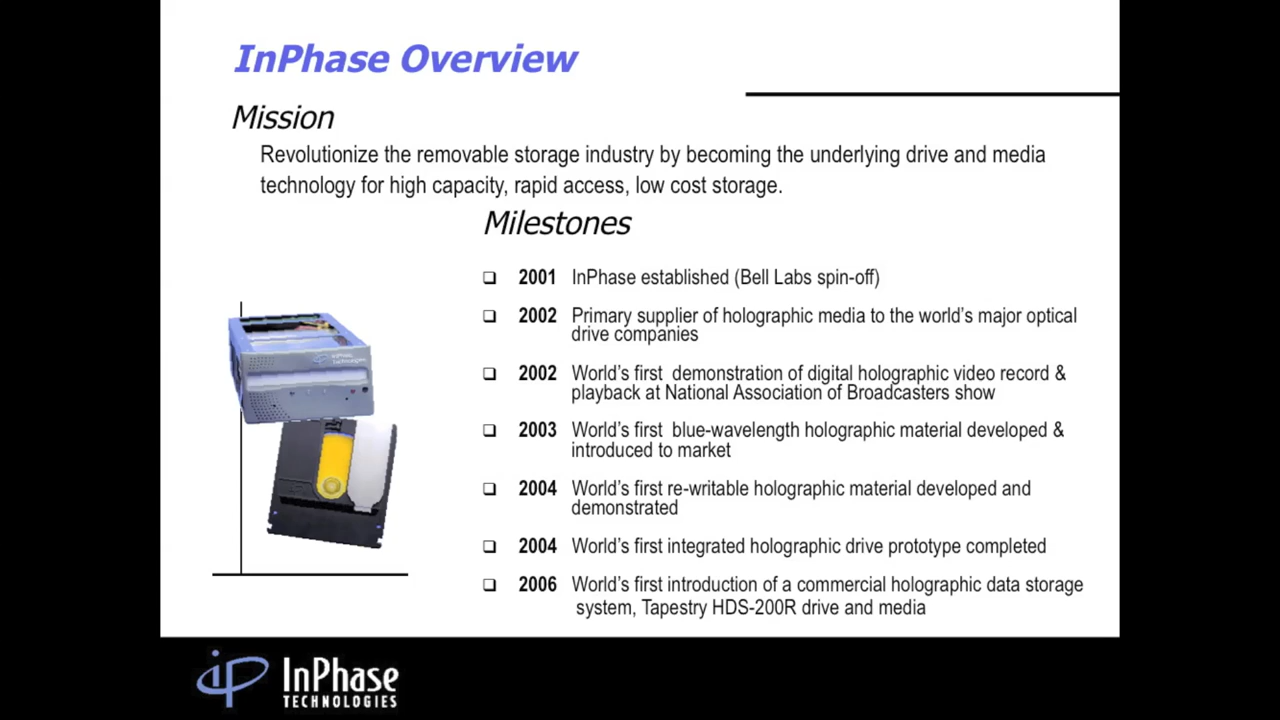 InPhase Overview
Mission
Revolutionize the removable storage industry by becoming the underlying drive and media
technology for high capacity, rapid access, low cost storage.
Milestones
❑ 2001 InPhase established (Bell Labs spin-off)
❑ 2002 Primary supplier of holographic media to the world's major optical
drive companies
❑ 2002 World's first demonstration of digital holographic video record &
playback at National Association of Broadcasters show
❑ 2003 World's first blue-wavelength holographic material developed &
introduced to market
❑ 2004 World's first re-writable holographic material developed and
demonstrated
❑ 2004 World's first integrated holographic drive prototype completed
❑ 2006 World's first introduction of a commercial holographic data storage
system, Tapestry HDS-200R drive and media
InPhase
Technologies
InPhase
TECHNOLOGIES